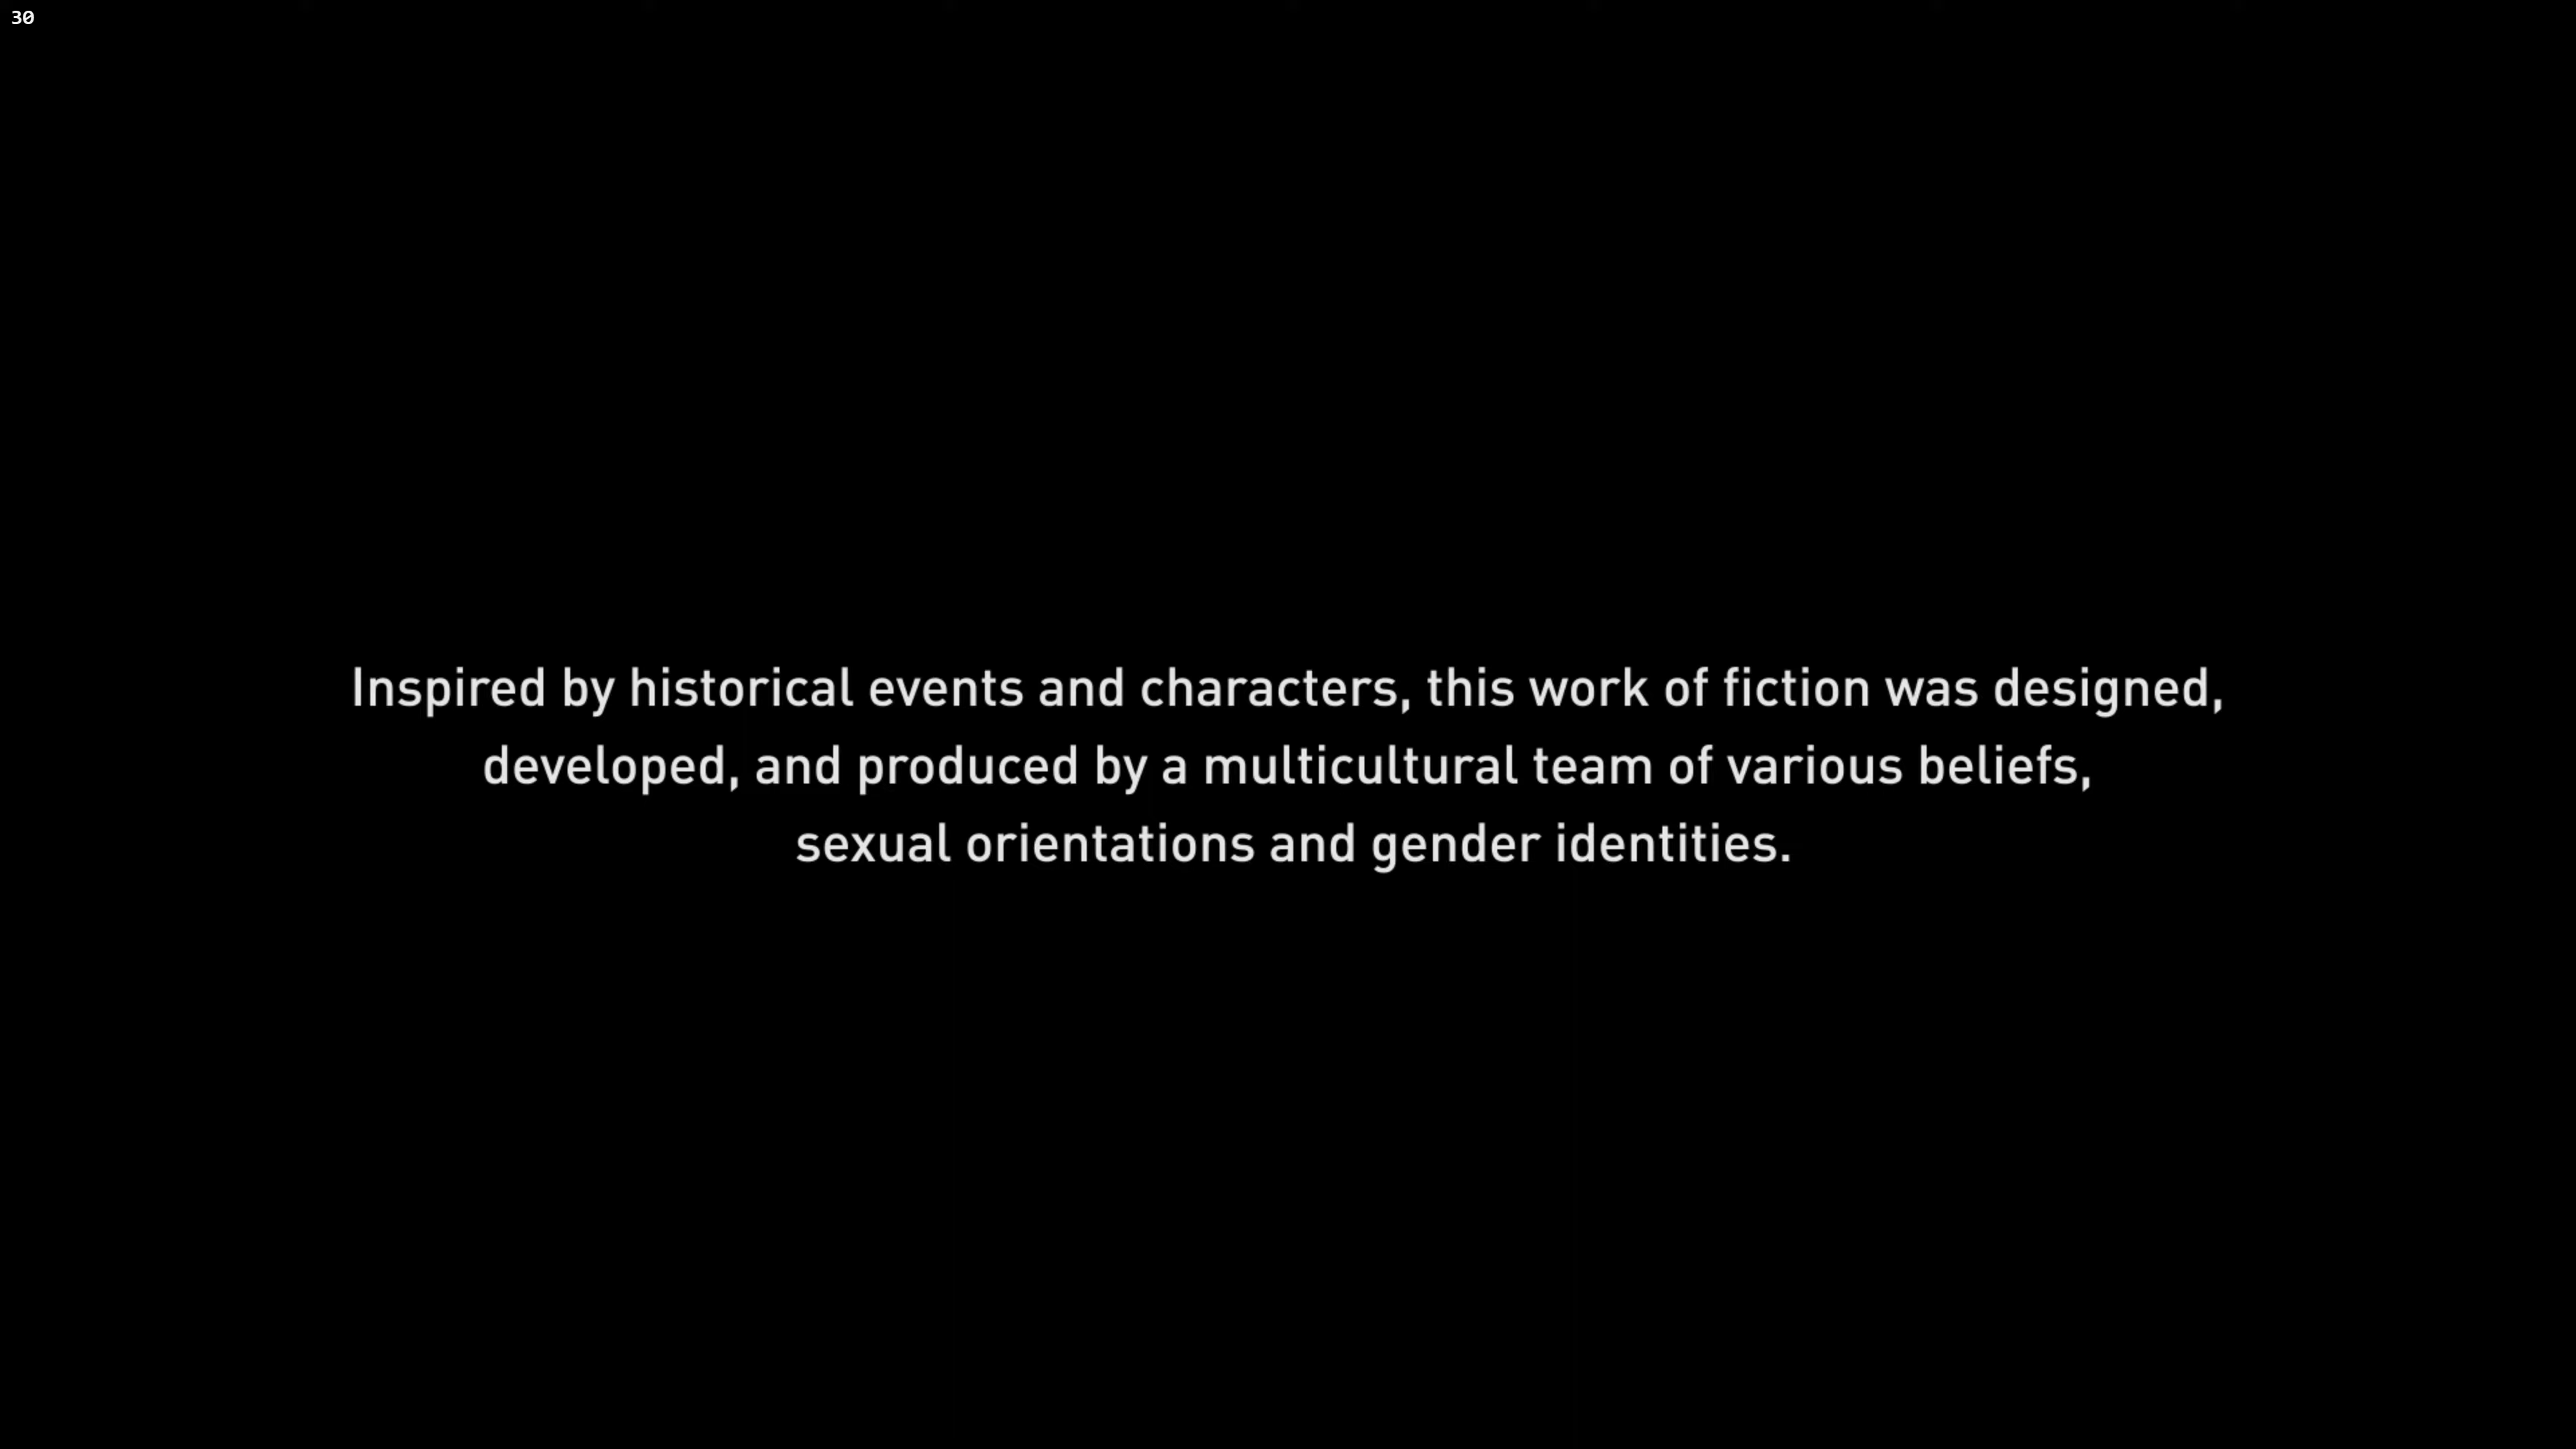 30
Inspired by historical events and characters, this work of fiction was designed,
developed, and produced by a multicultural team of various beliefs,
sexual orientations and gender identities.